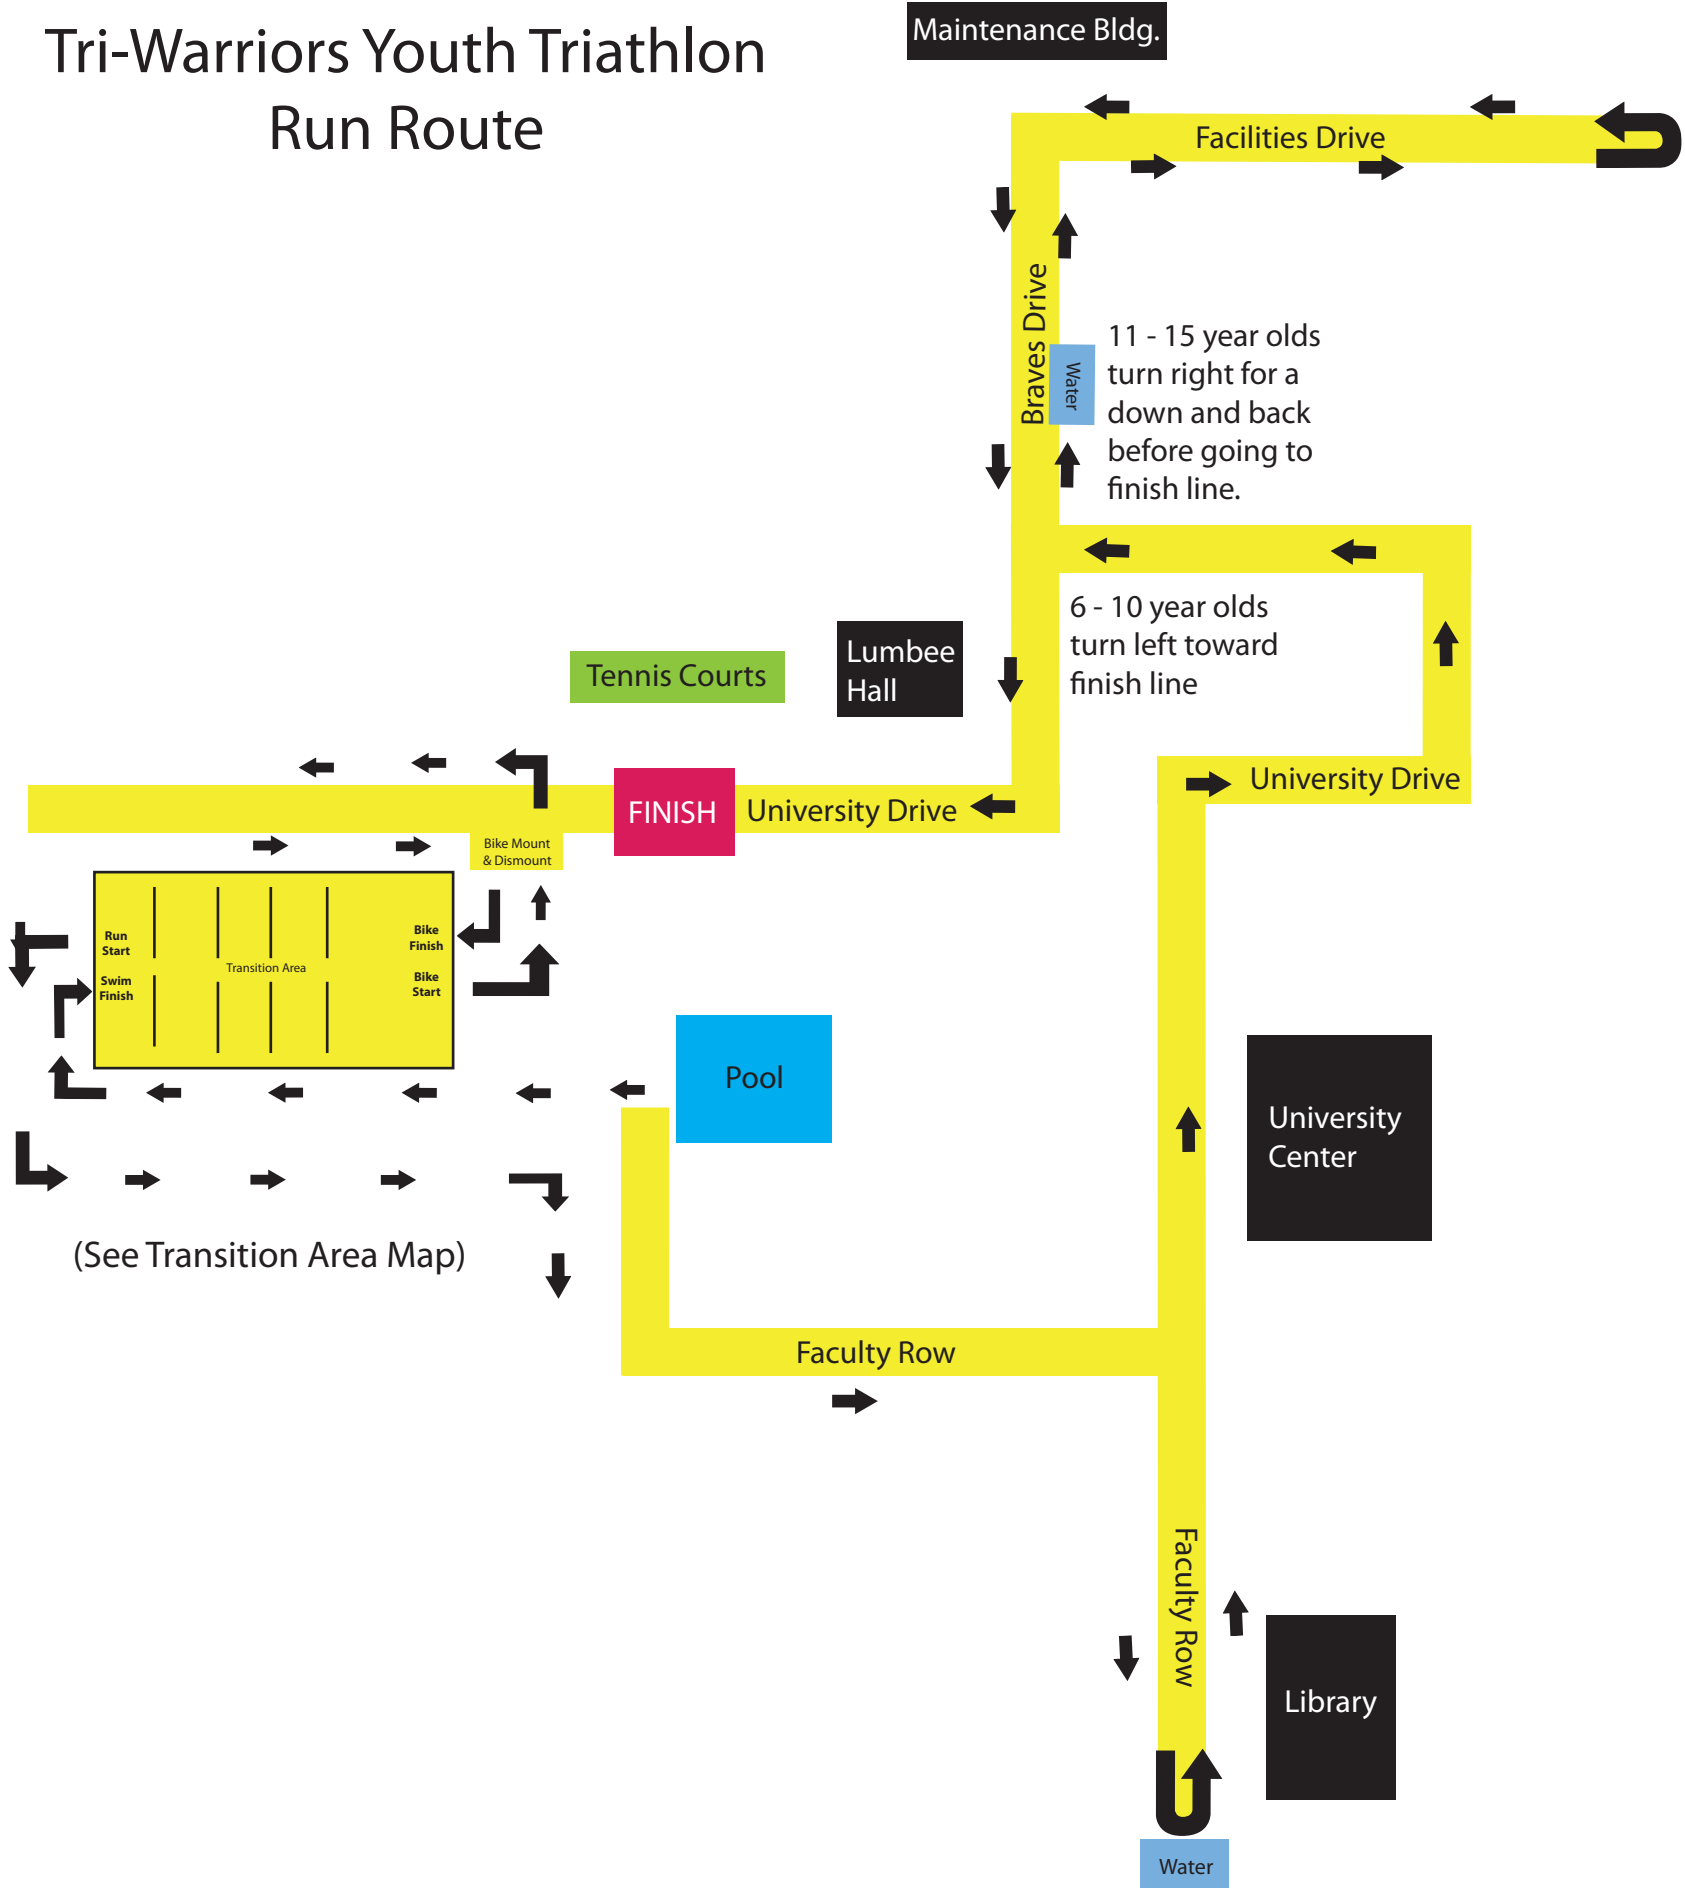 Tri-Warriors Youth Triathlon
Run Route
Maintenance Bldg.
Facilities Drive
Braves Drive
Water
11 - 15 year olds
turn right for a
down and back
before going to
finish line.
6 - 10 year olds
turn left toward
finish line
Lumbee
Hall
Tennis Courts
University Drive
FINISH
University Drive
Bike Mount
& Dismount
Run
Start
Swim
Finish
Transition Area
Bike
Finish
Bike
Start
Pool
University
Center
(See Transition Area Map)
Faculty Row
Faculty Row
Library
Water